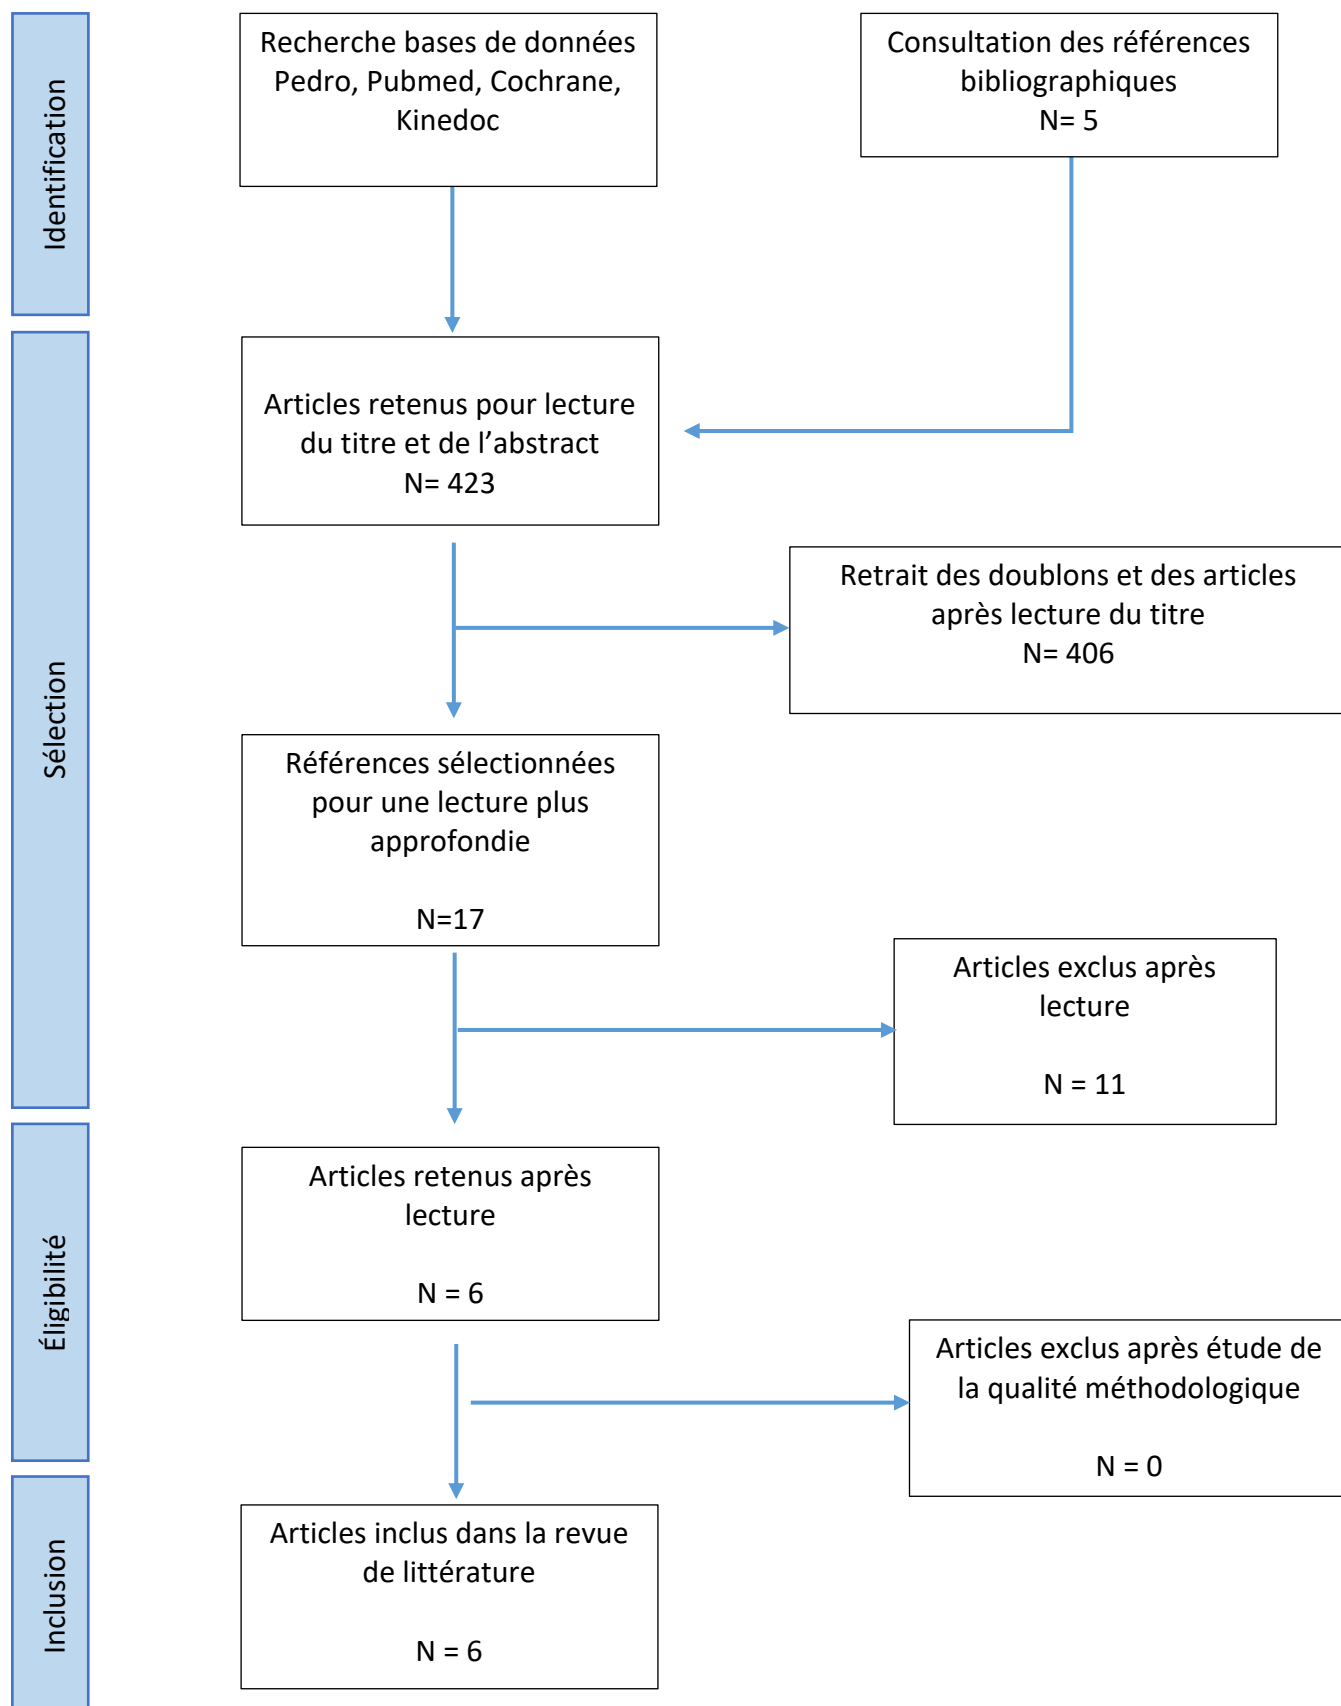 Identification
Recherche bases de données
Pedro, Pubmed, Cochrane,
Kinedoc
Consultation des références
bibliographiques
N= 5
Sélection
Articles retenus pour lecture
du titre et de l’abstract
N= 423
Retrait des doublons et des articles
après lecture du titre
N= 406
Références sélectionnées
pour une lecture plus
approfondie
N=17
Articles exclus après
lecture
N = 11
Éligibilité
Articles retenus après
lecture
N = 6
Articles exclus après étude de
la qualité méthodologique
N = 0
Inclusion
Articles inclus dans la revue
de littérature
N = 6